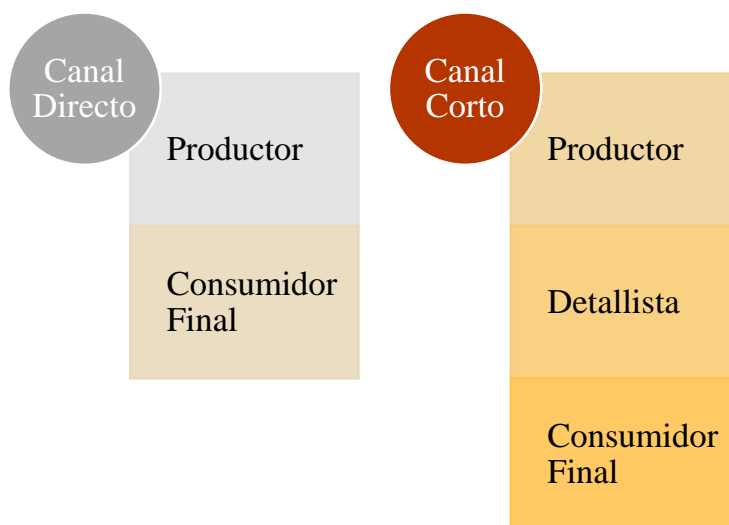 Canal
Directo
Productor
Consumidor
Final
Canal
Corto
Productor
Detallista
Consumidor
Final